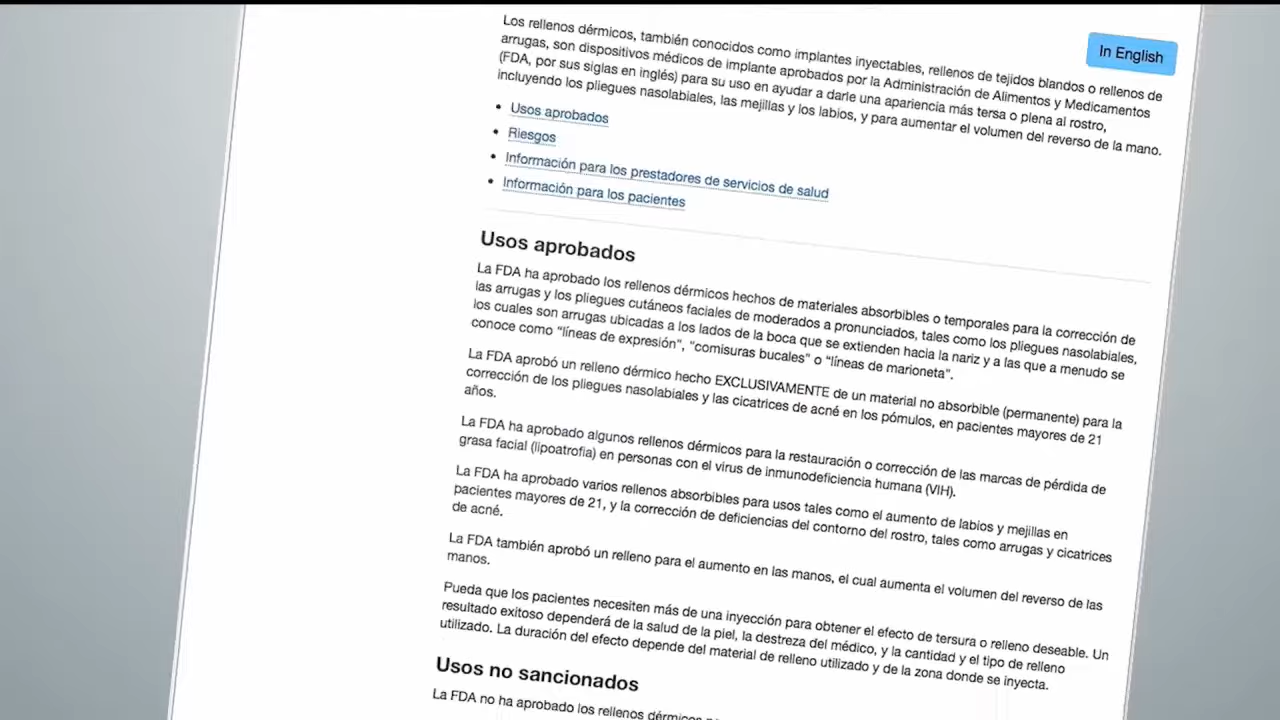 In English
Los rellenos dérmicos, también conocidos como implantes inyectables, rellenos de tejidos blandos o rellenos de
arrugas, son dispositivos médicos de implante aprobados por la Administración de Alimentos y Medicamentos
(FDA, por sus siglas en inglés) para su uso en ayudar a darle una apariencia más tersa o plena al rostro,
incluyendo los pliegues nasolabiales, las mejillas y los labios, y para aumentar el volumen del reverso de la mano.
• Usos aprobados
• Riesgos
• Información para los prestadores de servicios de salud
• Información para los pacientes
Usos aprobados
La FDA ha aprobado los rellenos dérmicos hechos de materiales absorbibles o temporales para la corrección de
las arrugas y los pliegues cutáneos faciales de moderados a pronunciados, tales como los pliegues nasolabiales,
los cuales son arrugas ubicadas a los lados de la boca que se extienden hacia la nariz y a las que a menudo se
conoce como "líneas de expresión", "comisuras bucales" o "líneas de marioneta".
La FDA aprobó un relleno dérmico hecho EXCLUSIVAMENTE de un material no absorbible (permanente) para la
corrección de los pliegues nasolabiales y las cicatrices de acné en los pómulos, en pacientes mayores de 21
años.
La FDA ha aprobado algunos rellenos dérmicos para la restauración o corrección de las marcas de pérdida de
grasa facial (lipoatrofia) en personas con el virus de inmunodeficiencia humana (VIH).
La FDA ha aprobado varios rellenos absorbibles para usos tales como el aumento de labios y mejillas en
pacientes mayores de 21, y la corrección de deficiencias del contorno del rostro, tales como arrugas y cicatrices
de acné.
La FDA también aprobó un relleno para el aumento en las manos, el cual aumenta el volumen del reverso de las
manos.
Pueda que los pacientes necesiten más de una inyección para obtener el efecto de tersura o relleno deseable. Un
resultado exitoso dependerá de la salud de la piel, la destreza del médico, y la cantidad y el tipo de relleno
utilizado. La duración del efecto depende del material de relleno utilizado y de la zona donde se inyecta.
Usos no sancionados
La FDA no ha aprobado los rellenos dérmicos